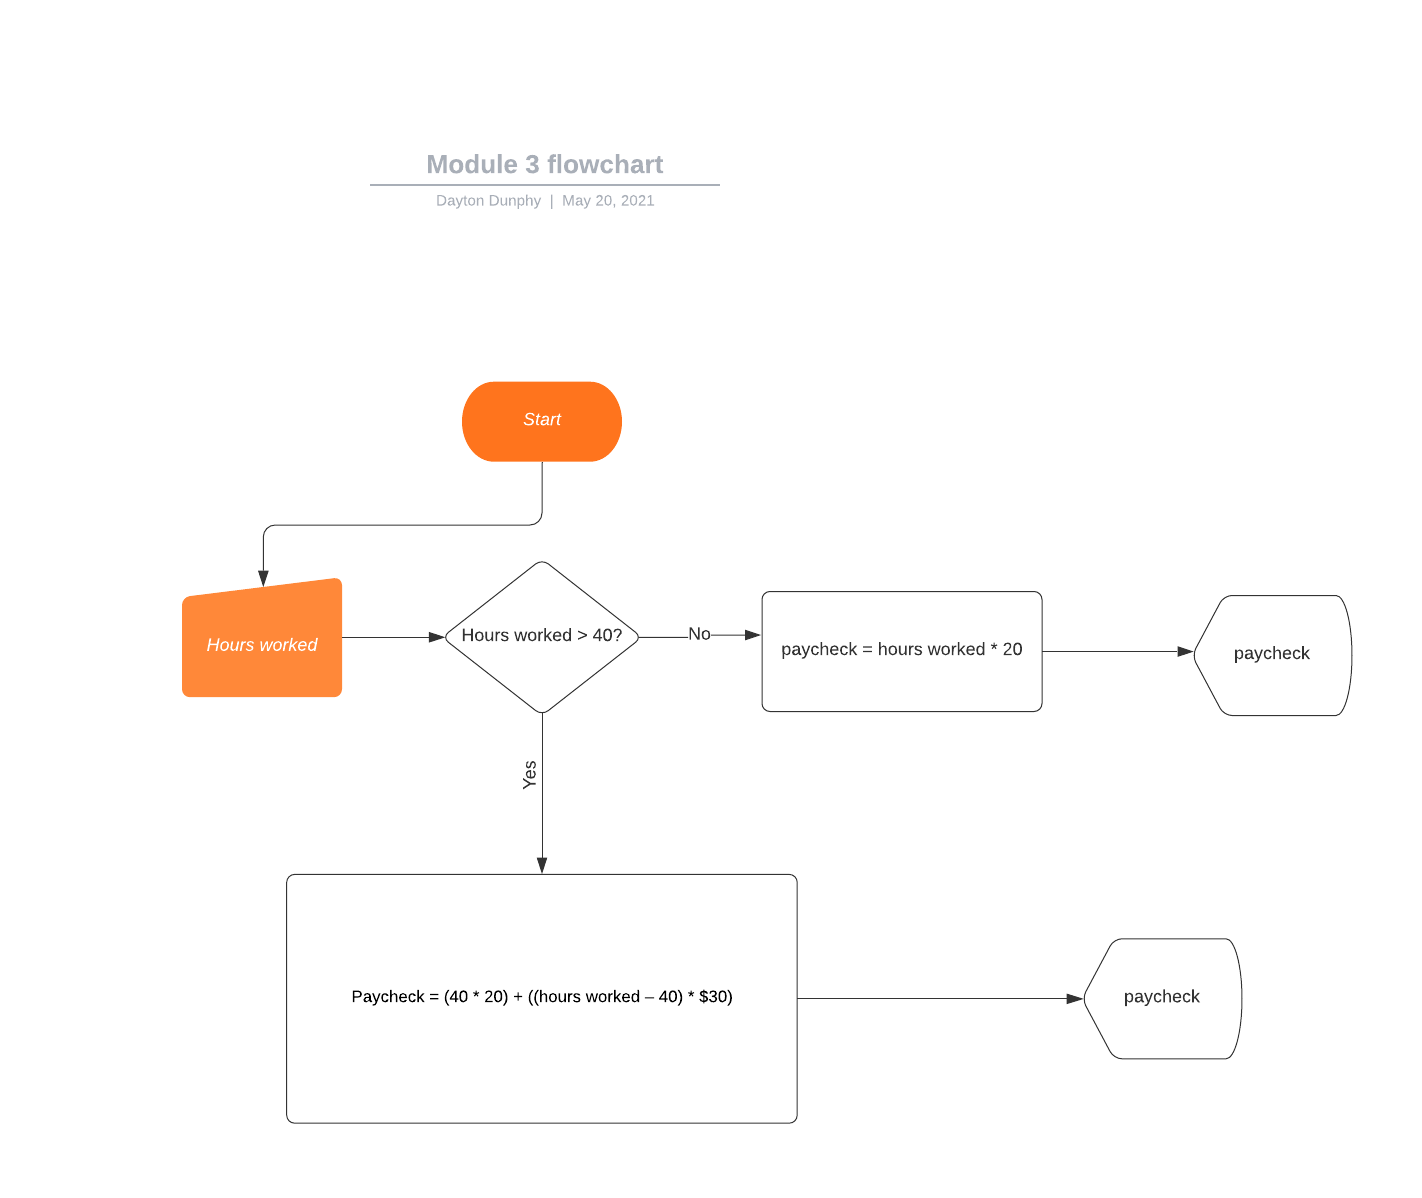 Module 3 flowchart
Dayton Dunphy | May 20, 2021
Start
Hours worked
Hours worked > 40?
No
paycheck = hours worked * 20
paycheck
Yes
Paycheck = (40 * 20) + ((hours worked – 40) * $30)
paycheck